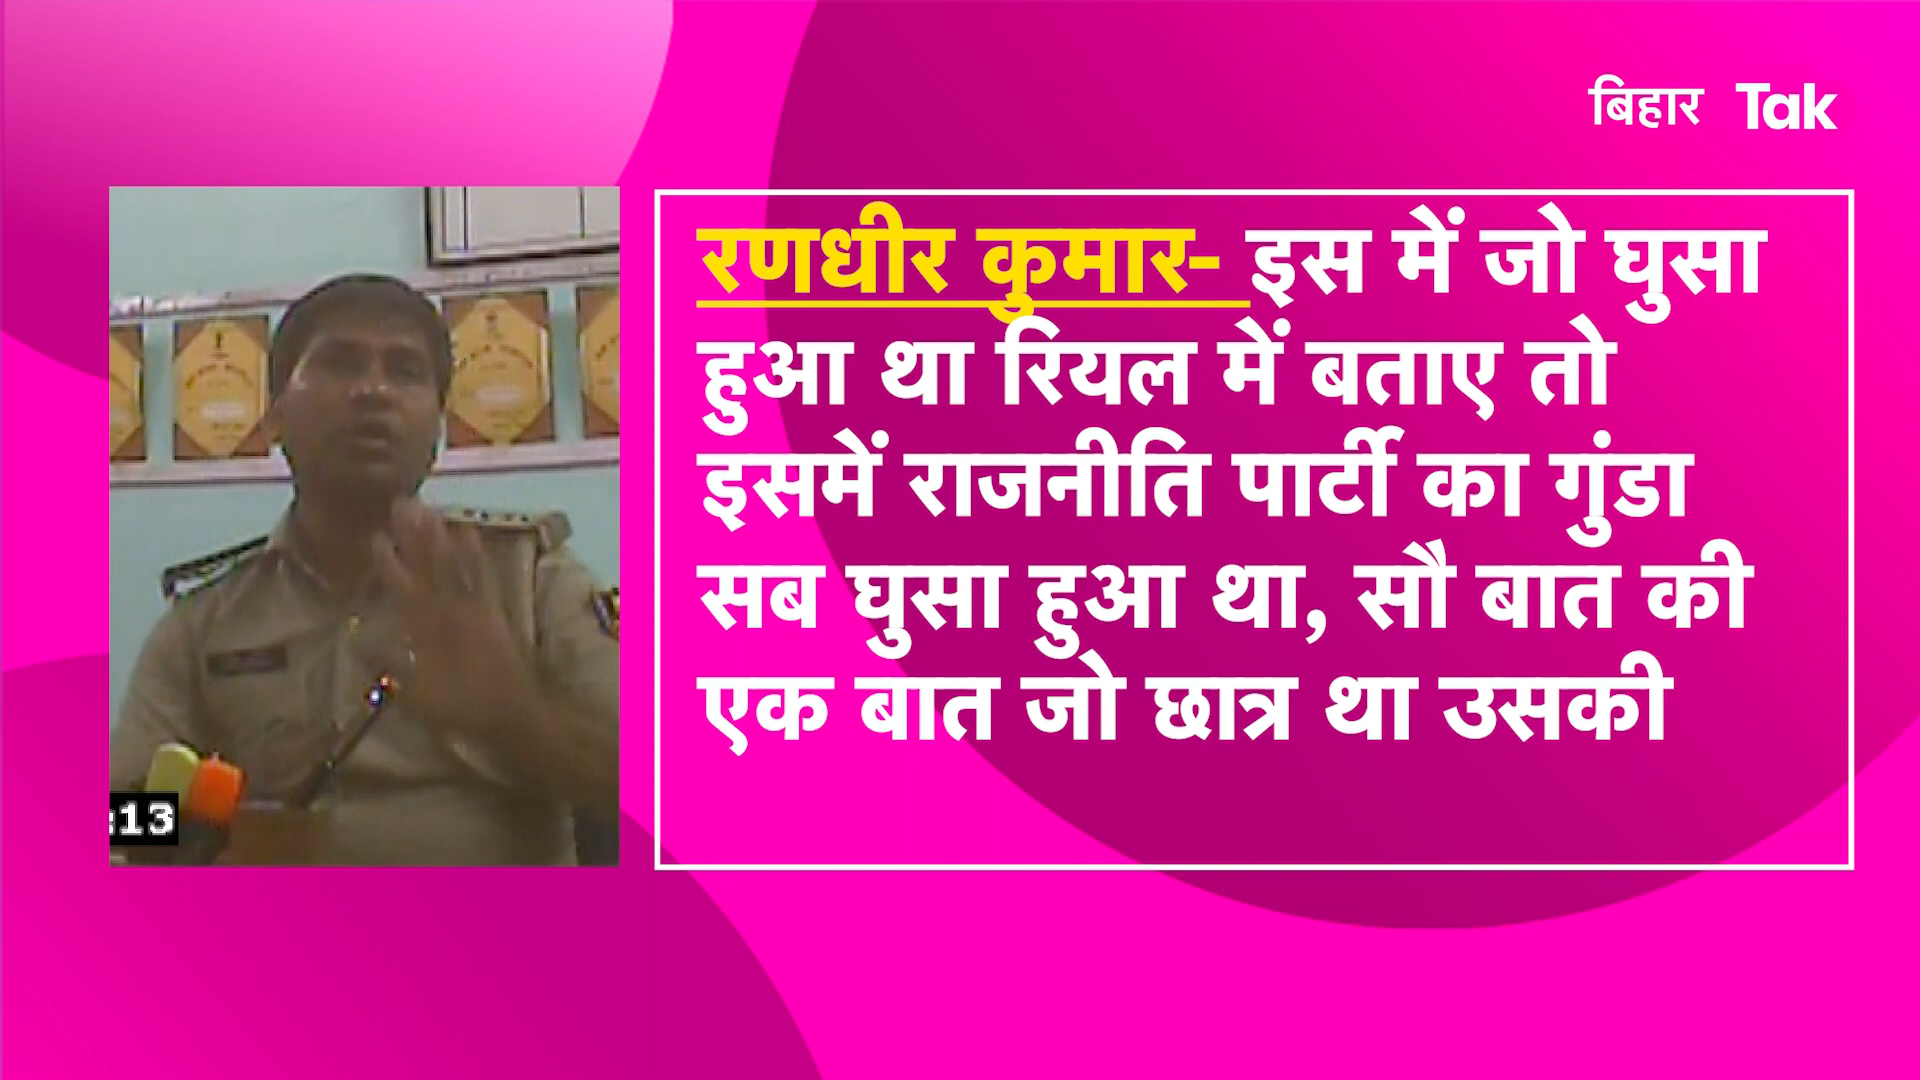 बिहार Tak
रणधीर कुमार- इस में जो घुसा
हुआ था रियल में बताए तो
इसमें राजनीति पार्टी का गुंडा
सब घुसा हुआ था, सौ बात की
एक बात जो छात्र था उसकी
:13